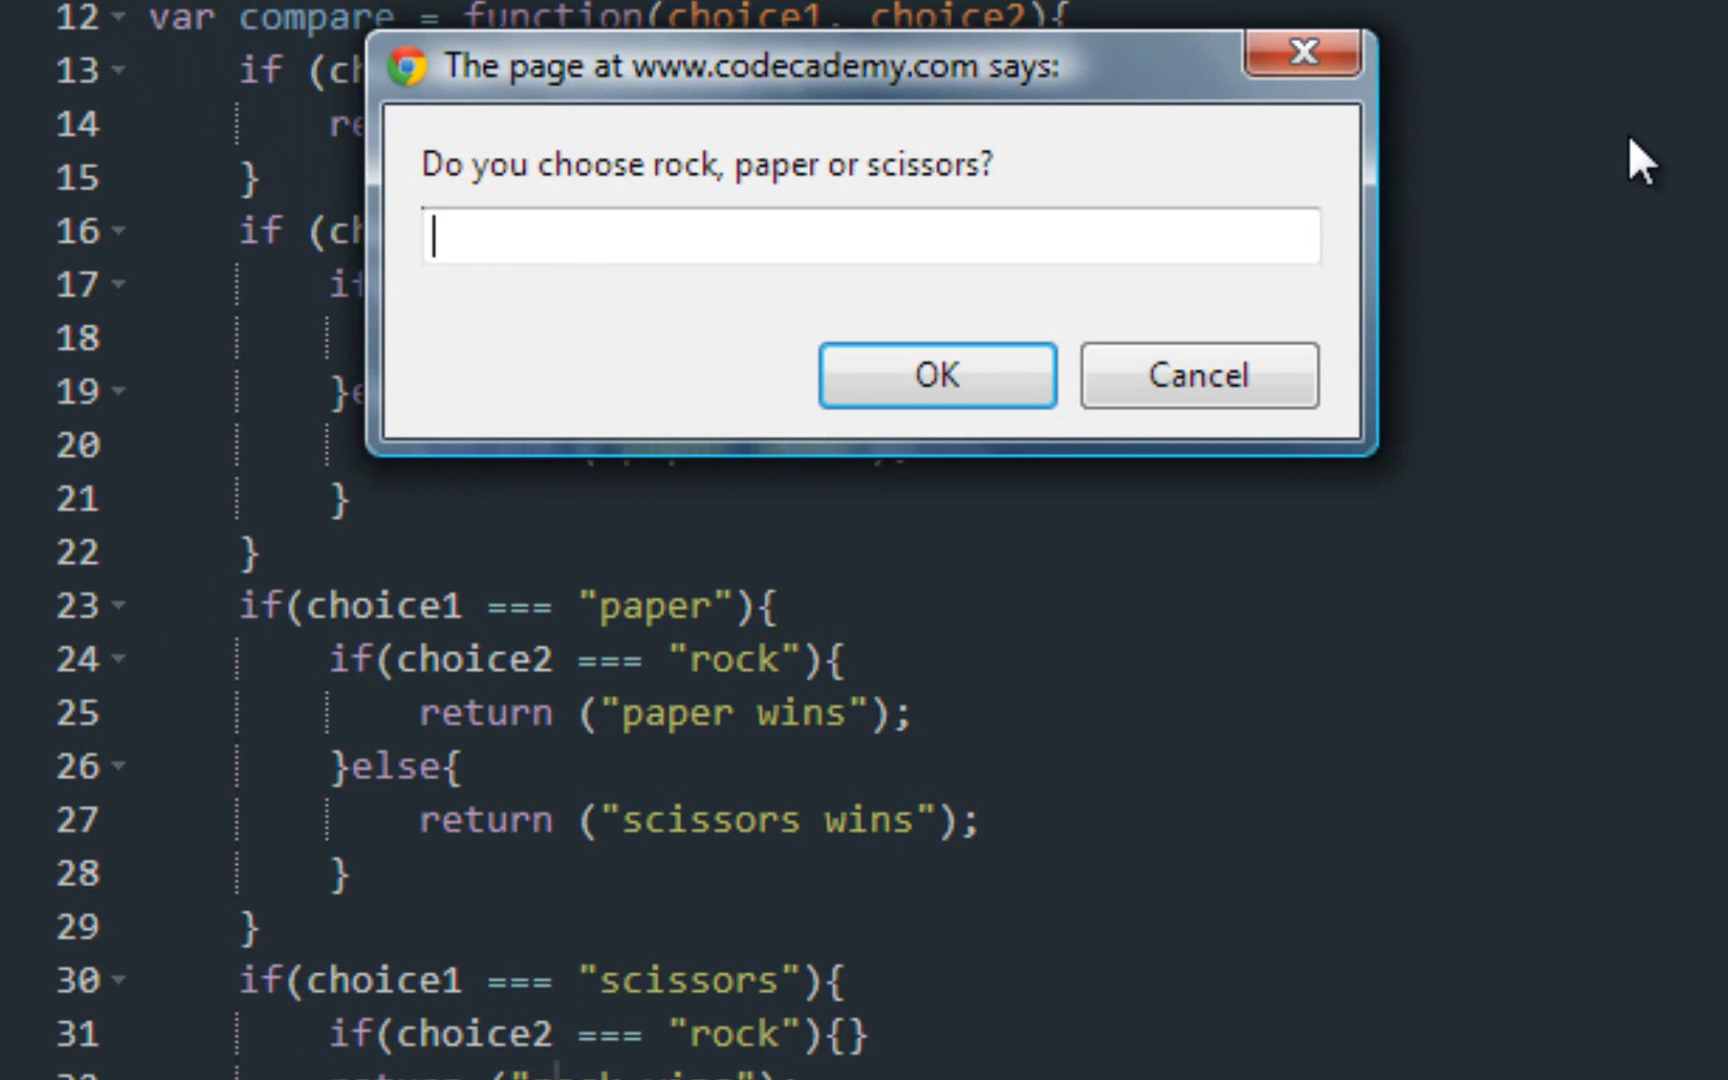 12 var compare = function(choice1, choice2){
The page at www.codecademy.com says:
13 if (ch
Do you choose rock, paper or scissors?
14 re
15 }
16 if (ch
17 if
18
OK Cancel
19 }e
20
21 }
22 }
23 if(choice1 === "paper"){
24 if(choice2 === "rock"){
25 return ("paper wins");
26 }else{
27 return ("scissors wins");
28 }
29 }
30 if(choice1 === "scissors"){
31 if(choice2 === "rock"){}